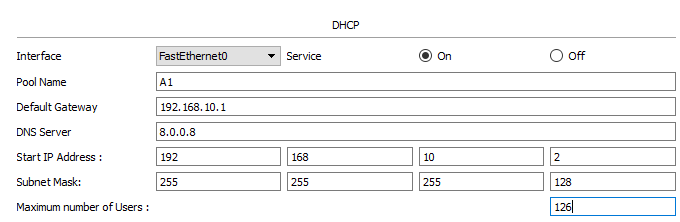 DHCP
Interface FastEthernet0 Service On Off
Pool Name A1
Default Gateway 192.168.10.1
DNS Server 8.0.0.8
Start IP Address : 192 168 10 2
Subnet Mask: 255 255 255 128
Maximum number of Users : 126